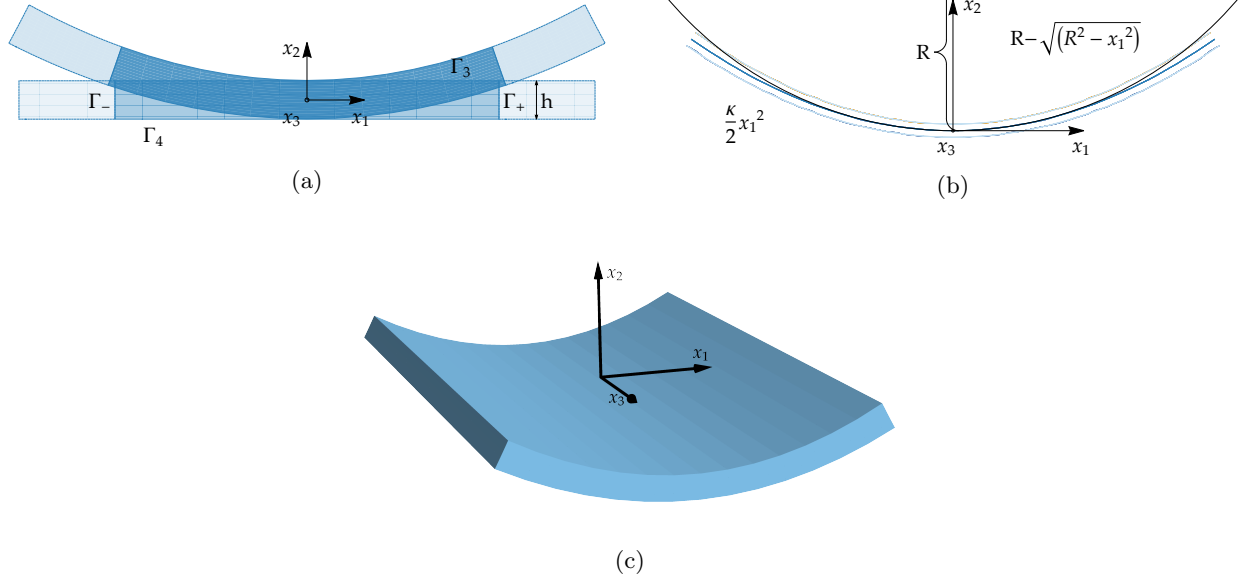 x₂
Γ₃
Γ₋
Γ₊
h
x₃
x₁
Γ₄
(a)
x₂
R
R−√(R² − x₁²)
κ/2 x₁²
x₃
x₁
(b)
x₂
x₁
x₃
(c)